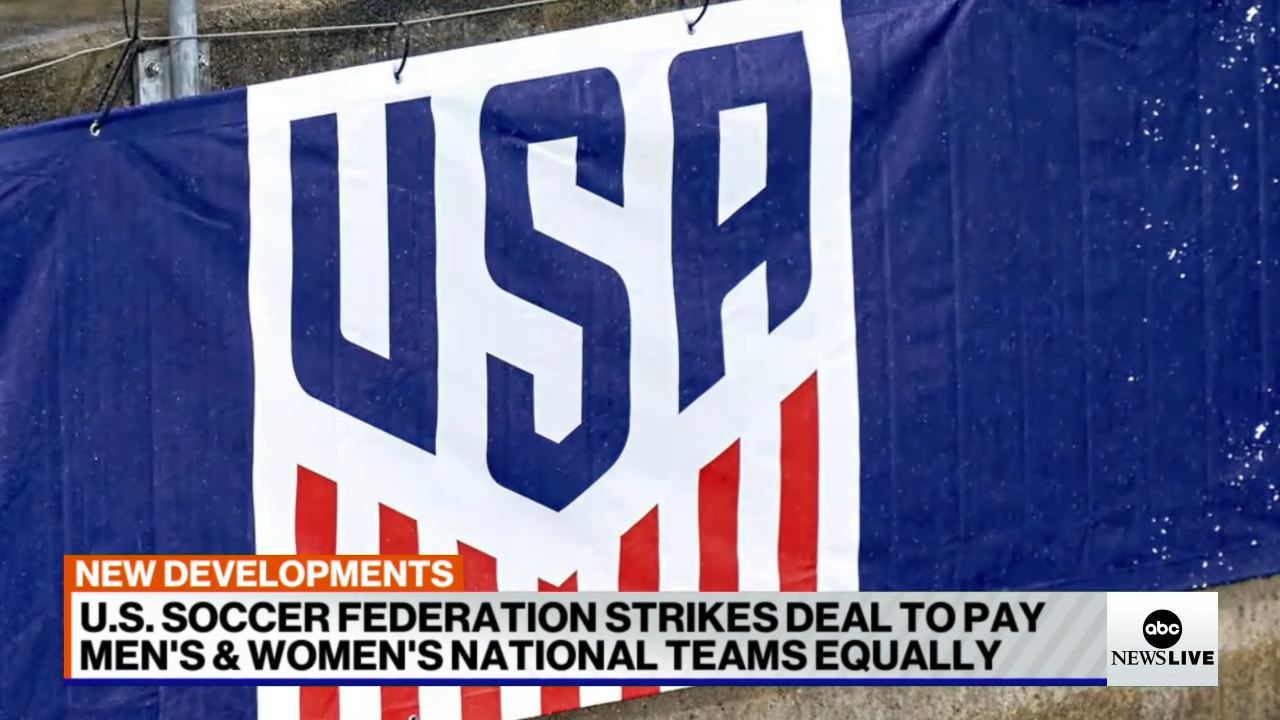 USA
NEW DEVELOPMENTS
U.S. SOCCER FEDERATION STRIKES DEAL TO PAY
MEN'S & WOMEN'S NATIONAL TEAMS EQUALLY
abc
NEWSLIVE